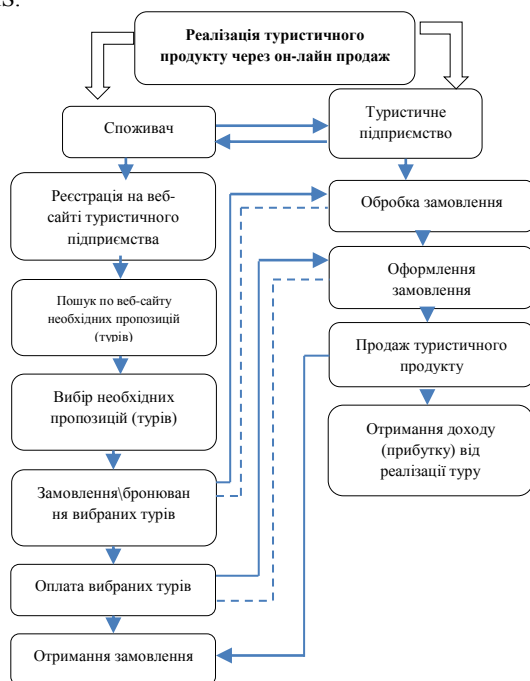 Реалізація туристичного
продукту через он-лайн продаж
Споживач
Туристичне
підприємство
Реєстрація на веб-
сайті туристичного
підприємства
Обробка замовлення
Пошук по веб-сайту
необхідних пропозицій
(турів)
Оформлення
замовлення
Вибір необхідних
пропозицій (турів)
Продаж туристичного
продукту
Замовлення\бронюван
ня вибраних турів
Отримання доходу
(прибутку) від
реалізації туру
Оплата вибраних турів
Отримання замовлення